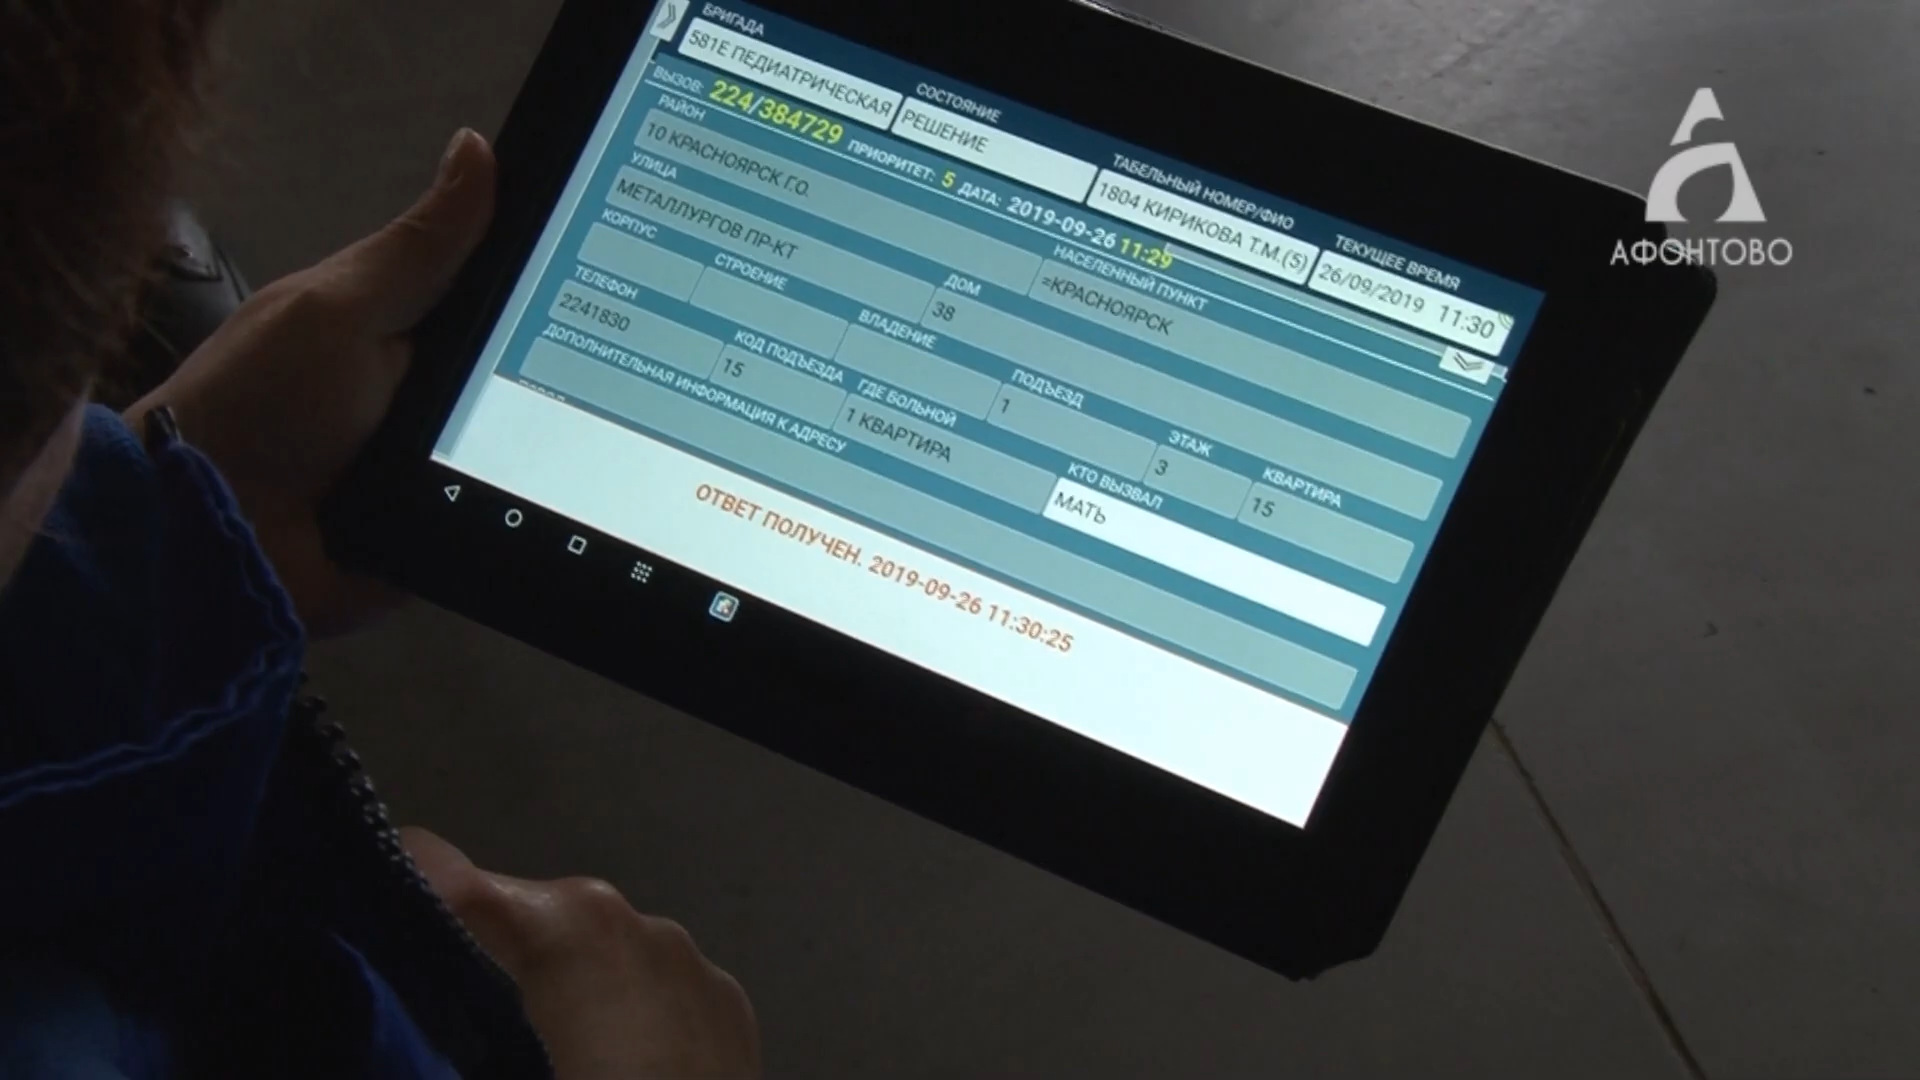 БРИГАДА
581Е ПЕДИАТРИЧЕСКАЯ
СОСТОЯНИЕ
РЕШЕНИЕ
ТАБЕЛЬНЫЙ НОМЕР/ФИО
1804 КИРИКОВА Т.М.(5)
ТЕКУЩЕЕ ВРЕМЯ
26/09/2019 11:30
ВЫЗОВ: 224/384729 ПРИОРИТЕТ: 5 ДАТА: 2019-09-26 11:29
РАЙОН
10 КРАСНОЯРСК Г.О.
НАСЕЛЕННЫЙ ПУНКТ
=КРАСНОЯРСК
УЛИЦА
МЕТАЛЛУРГОВ ПР-КТ
ДОМ
38
КОРПУС
СТРОЕНИЕ
ВЛАДЕНИЕ
ПОДЪЕЗД
1
ЭТАЖ
3
КВАРТИРА
15
ТЕЛЕФОН
2241830
КОД ПОДЪЕЗДА
15
ГДЕ БОЛЬНОЙ
1 КВАРТИРА
КТО ВЫЗВАЛ
МАТЬ
ДОПОЛНИТЕЛЬНАЯ ИНФОРМАЦИЯ К АДРЕСУ
ОТВЕТ ПОЛУЧЕН. 2019-09-26 11:30:25
АФОНТОВО